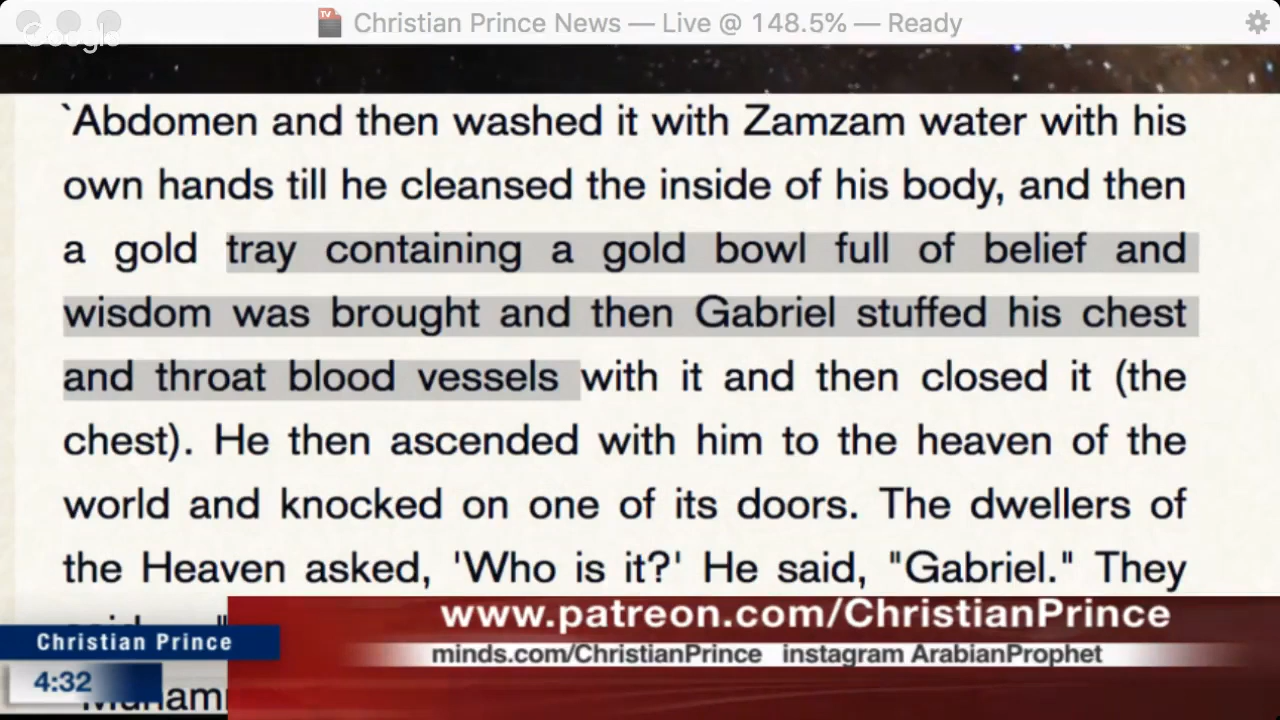 Christian Prince News — Live @ 148.5% — Ready
Google
`Abdomen and then washed it with Zamzam water with his
own hands till he cleansed the inside of his body, and then
a gold tray containing a gold bowl full of belief and
wisdom was brought and then Gabriel stuffed his chest
and throat blood vessels with it and then closed it (the
chest). He then ascended with him to the heaven of the
world and knocked on one of its doors. The dwellers of
the Heaven asked, 'Who is it?' He said, "Gabriel." They
www.patreon.com/ChristianPrince
Christian Prince
minds.com/ChristianPrince instagram ArabianProphet
4:32